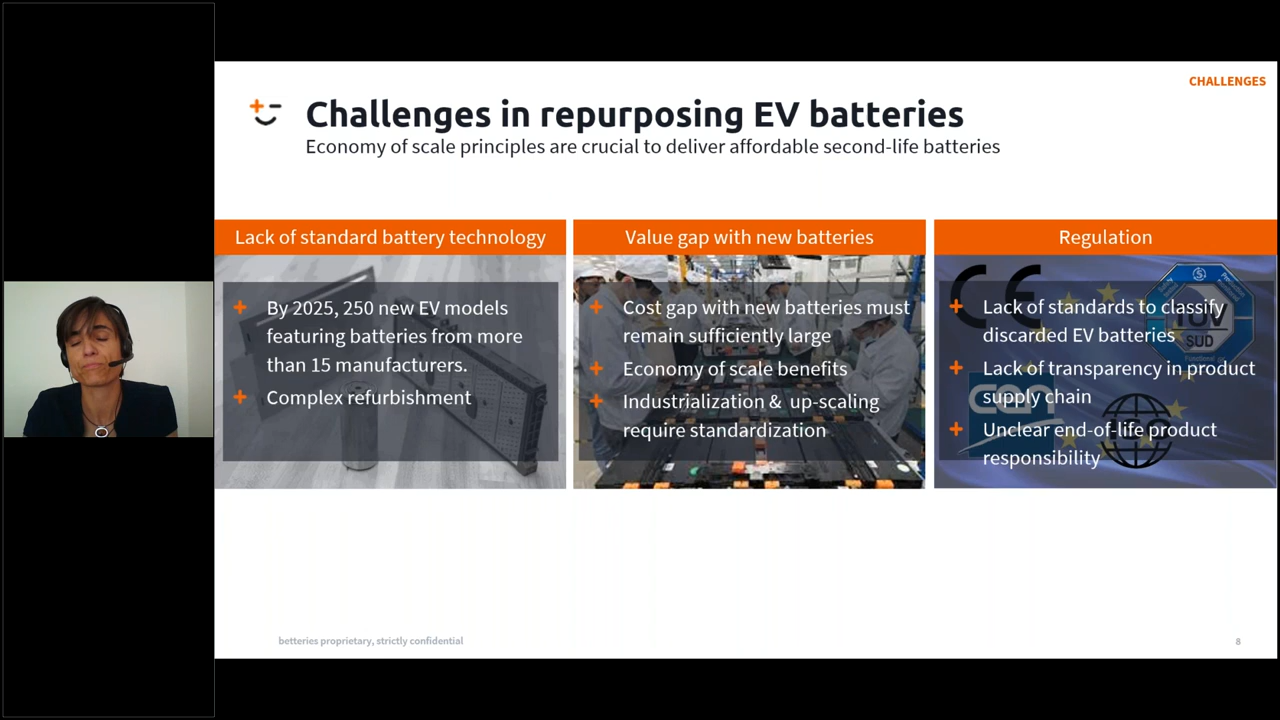 CHALLENGES
Challenges in repurposing EV batteries
Economy of scale principles are crucial to deliver affordable second-life batteries
Lack of standard battery technology
By 2025, 250 new EV models
featuring batteries from more
than 15 manufacturers.
Complex refurbishment
Value gap with new batteries
Cost gap with new batteries must
remain sufficiently large
Economy of scale benefits
Industrialization & up-scaling
require standardization
Regulation
CE
TÜV
SÜD
cen
Lack of standards to classify
discarded EV batteries
Lack of transparency in product
supply chain
Unclear end-of-life product
responsibility
betteries proprietary, strictly confidential
8